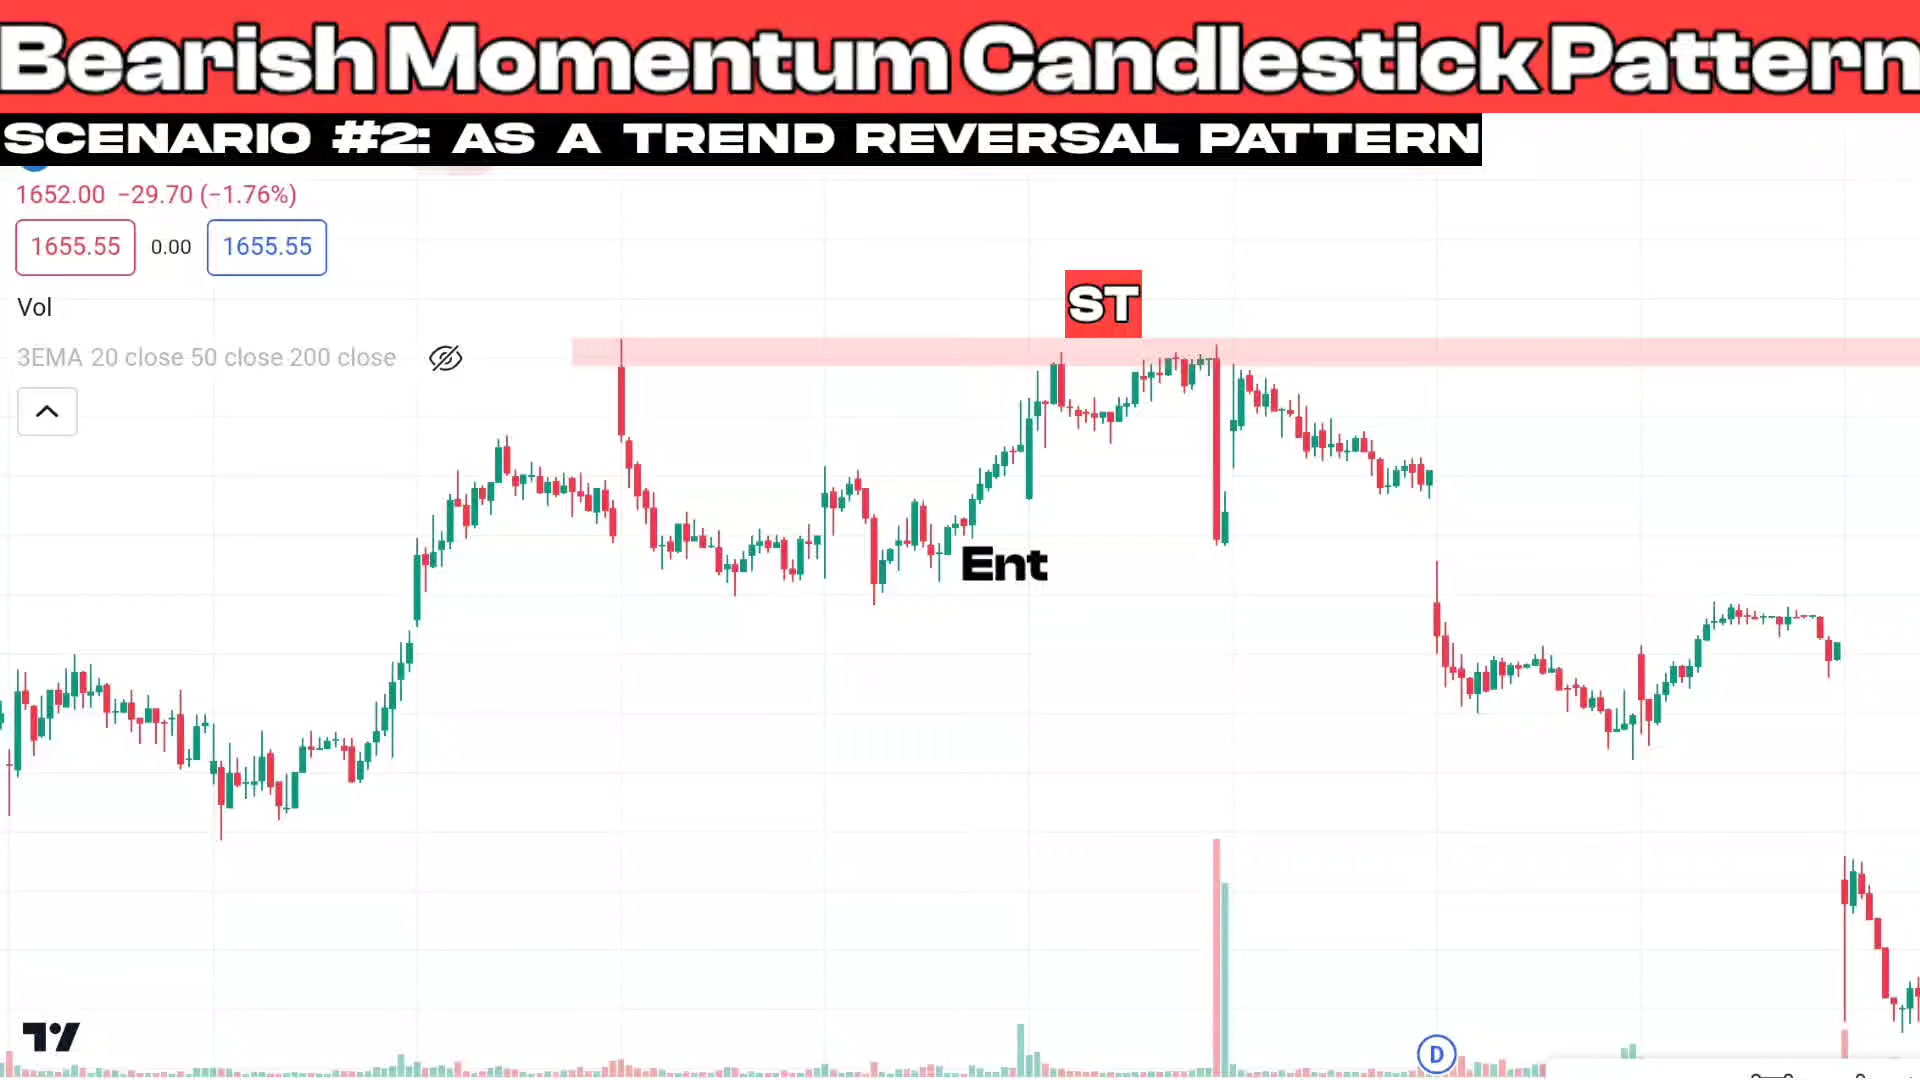 Bearish Momentum Candlestick Pattern
SCENARIO #2: AS A TREND REVERSAL PATTERN
1652.00 −29.70 (−1.76%)
1655.55 0.00 1655.55
Vol
3EMA 20 close 50 close 200 close
ST
Ent
D